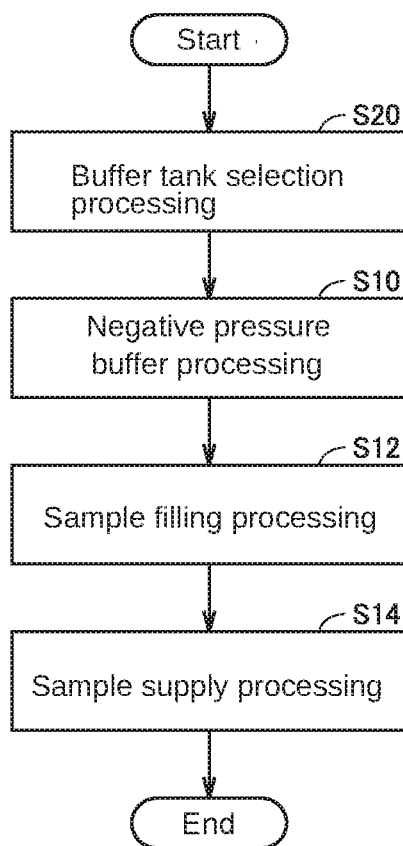 Start
S20
Buffer tank selection
processing
S10
Negative pressure
buffer processing
S12
Sample filling processing
S14
Sample supply processing
End